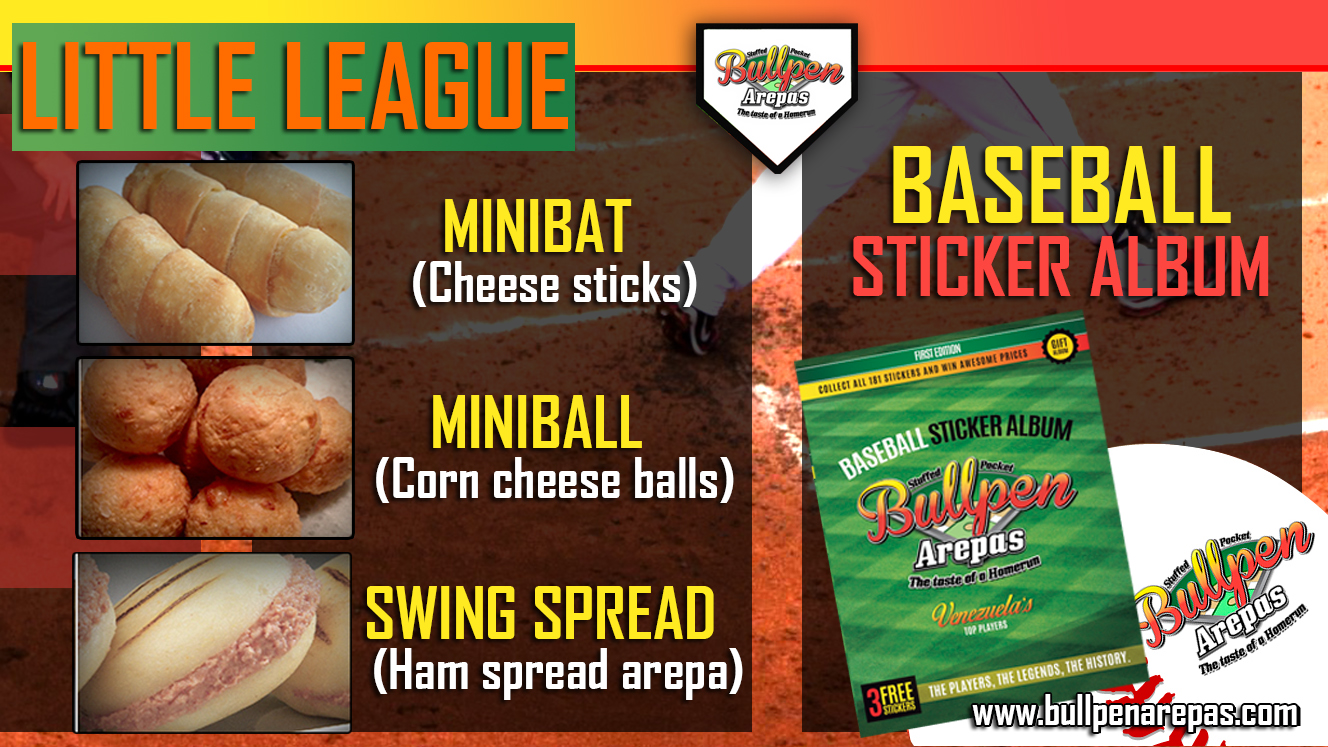 LITTLE LEAGUE
Stuffed Pocket
Bullpen
Arepas
The taste of a Homerun
MINIBAT
(Cheese sticks)
MINIBALL
(Corn cheese balls)
SWING SPREAD
(Ham spread arepa)
BASEBALL
STICKER ALBUM
FIRST EDITION
COLLECT ALL 181 STICKERS AND WIN AWESOME PRICES
GIFT
ALBUM
BASEBALL STICKER ALBUM
Stuffed Pocket
Bullpen
Arepas
The taste of a Homerun
Venezuela's
TOP PLAYERS
3 FREE
STICKERS
THE PLAYERS, THE LEGENDS, THE HISTORY.
Stuffed Pocket
Bullpen
Arepas
The taste of a Homerun
www.bullpenarepas.com